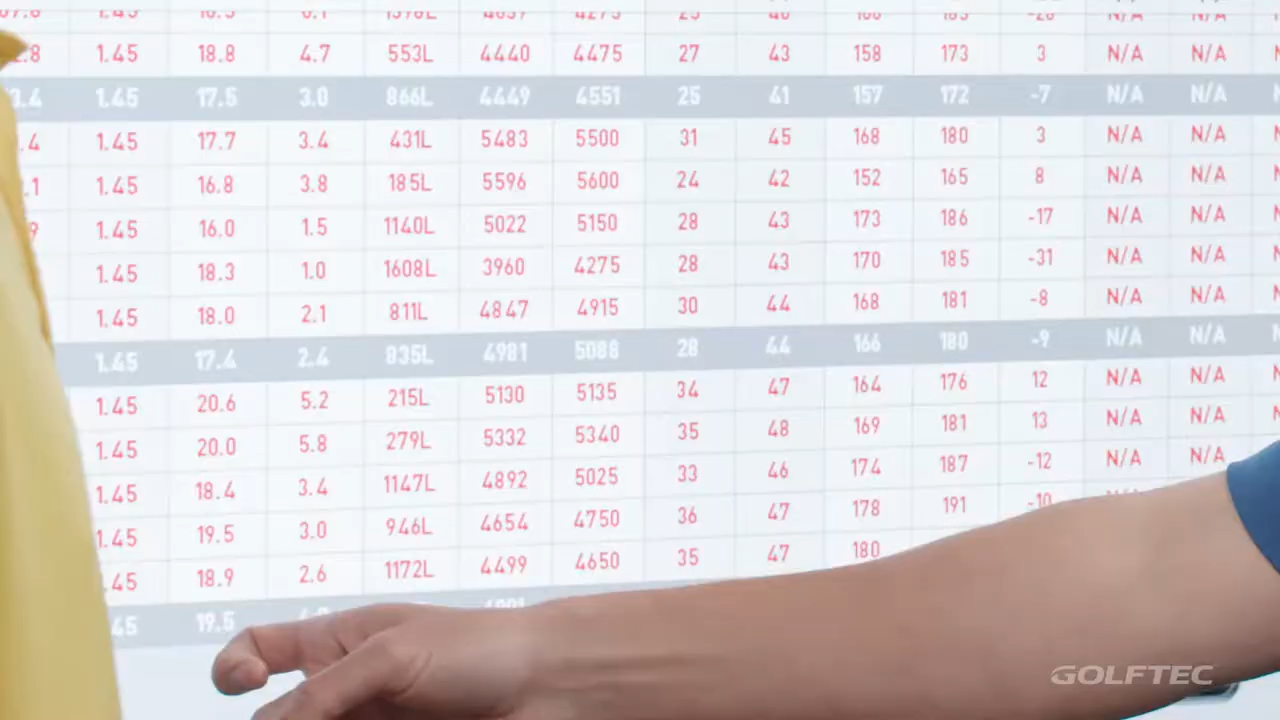 553L 4440 4475 27 43 158 173 3 N/A N/A
1.45 18.8 4.7
3.4 1.45 17.5 3.0 866L 4449 4551 25 41 157 172 -7 N/A N/A
.4 1.45 17.7 3.4 431L 5483 5500 31 45 168 180 3 N/A N/A
.1 1.45 16.8 3.8 185L 5596 5600 24 42 152 165 8 N/A N/A
9 1.45 16.0 1.5 1140L 5022 5150 28 43 173 186 -17 N/A N/A
1.45 18.3 1.0 1608L 3960 4275 28 43 170 185 -31 N/A N/A
1.45 18.0 2.1 811L 4847 4915 30 44 168 181 -8 N/A N/A
1.45 17.4 2.4 835L 4981 5088 28 44 166 180 -9 N/A N/A
1.45 20.6 5.2 215L 5130 5135 34 47 164 176 12 N/A N/A
1.45 20.0 5.8 279L 5332 5340 35 48 169 181 13 N/A N/A
1.45 18.4 3.4 1147L 4892 5025 33 46 174 187 -12 N/A N/A
1.45 19.5 3.0 946L 4654 4750 36 47 178 191 -10
.45 18.9 2.6 1172L 4499 4650 35 47 180
45 19.5
GOLFTEC